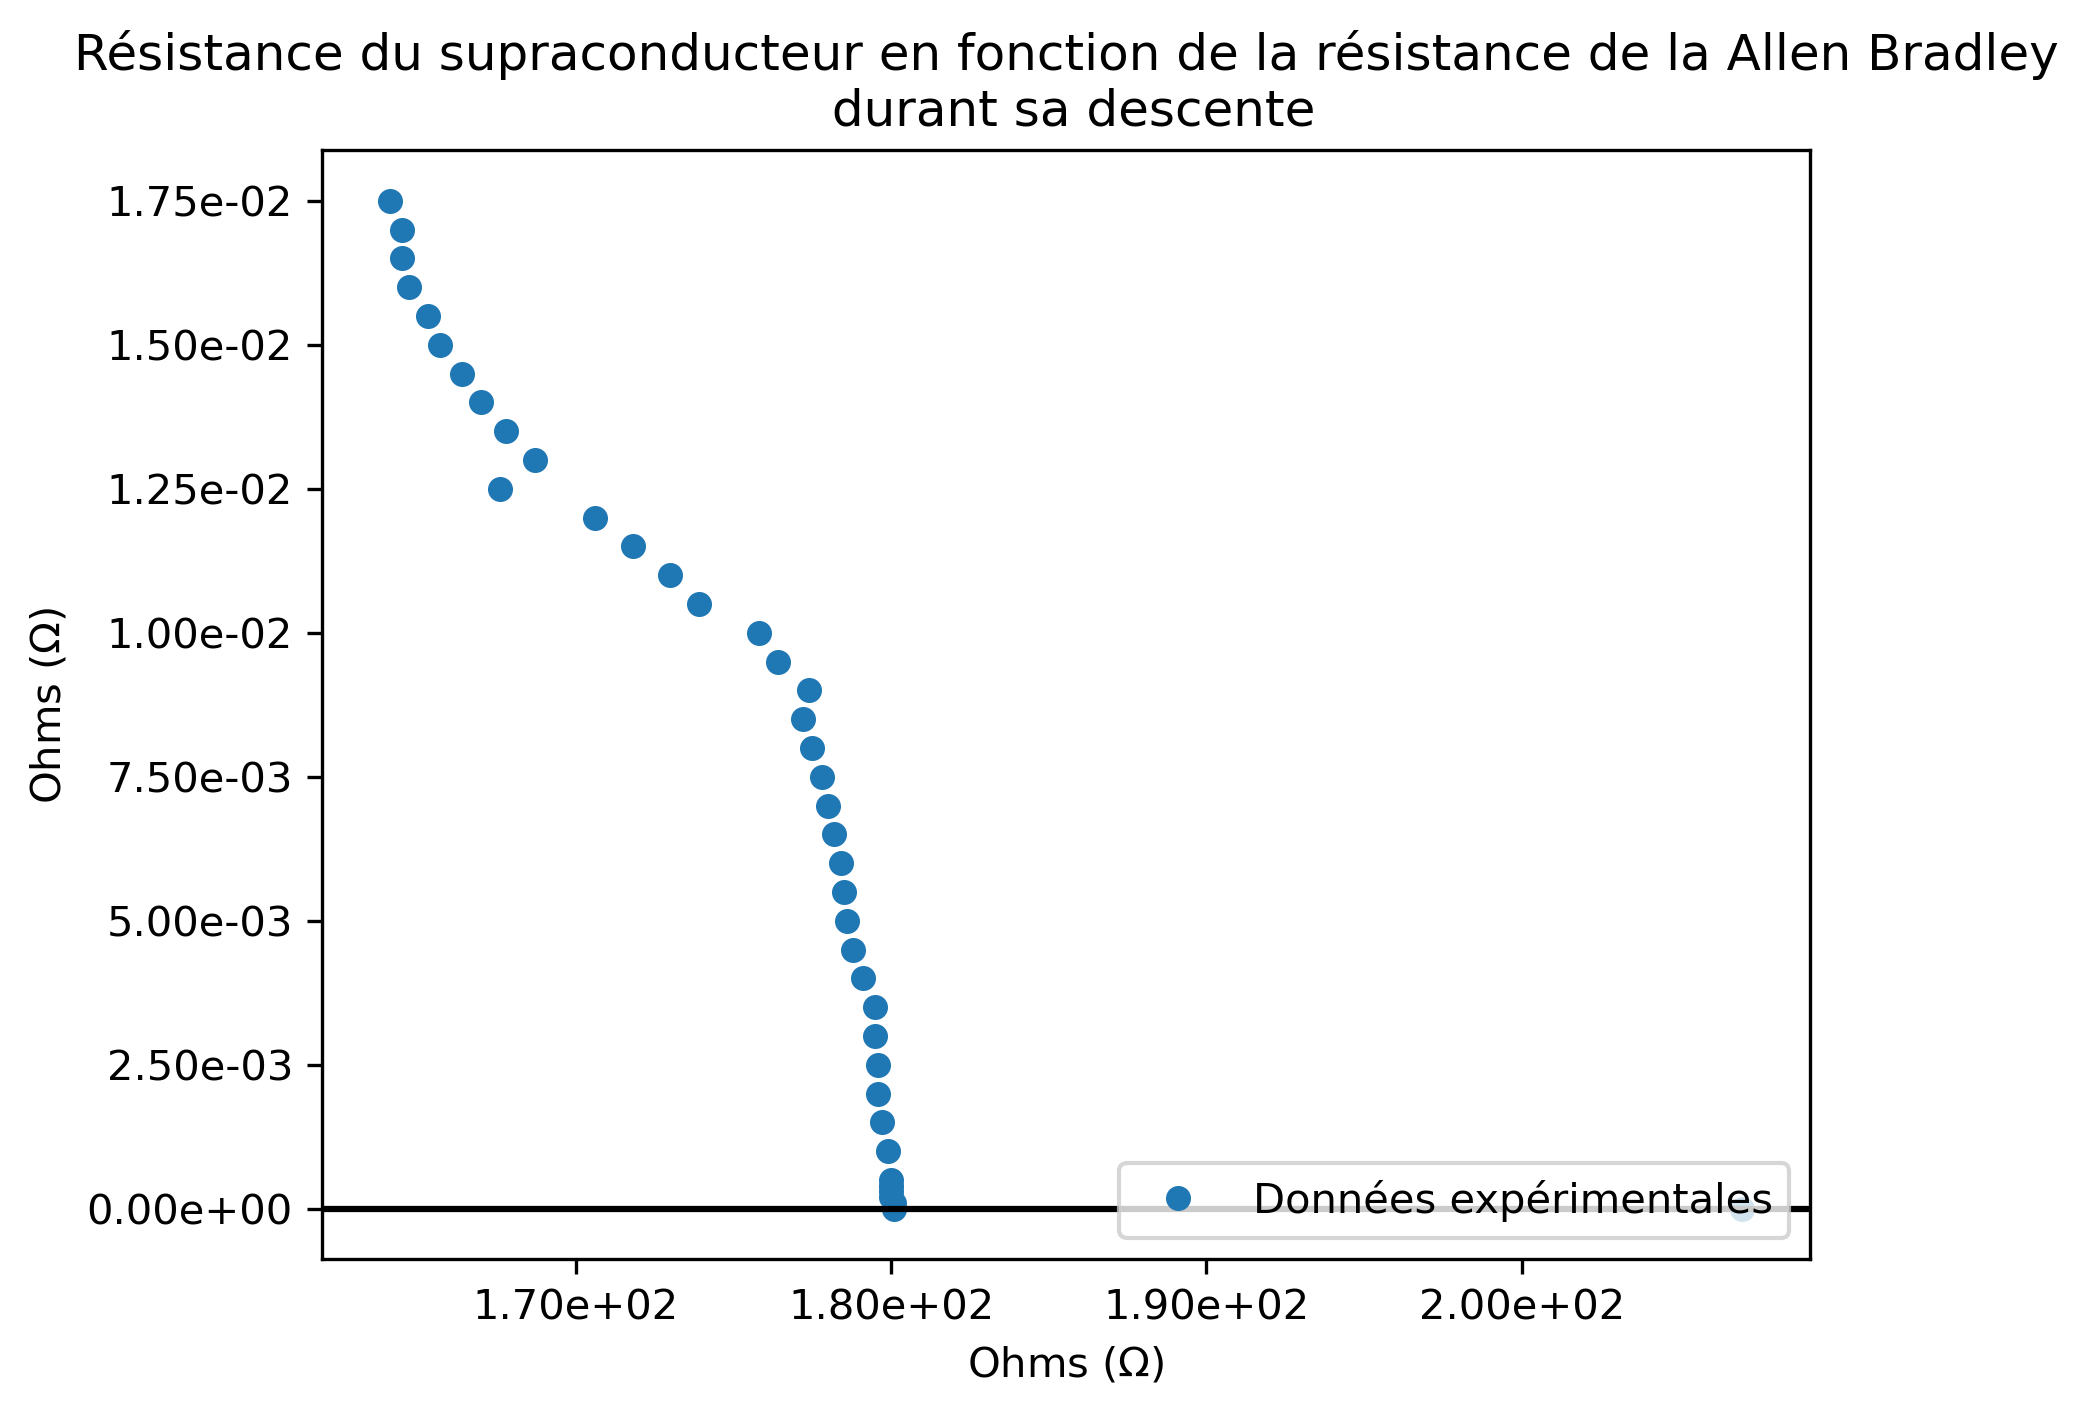 Résistance du supraconducteur en fonction de la résistance de la Allen Bradley
durant sa descente
1.75e-02
1.50e-02
1.25e-02
1.00e-02
7.50e-03
5.00e-03
2.50e-03
0.00e+00
Ohms (Ω)
Données expérimentales
1.70e+02
1.80e+02
1.90e+02
2.00e+02
Ohms (Ω)